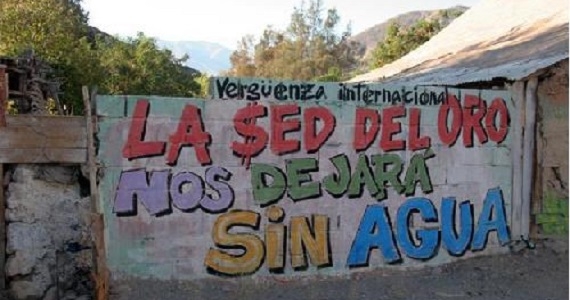 Vergüenza internacional
LA $ED DEL ORO
NOS DEJARÁ
SiN AGUA